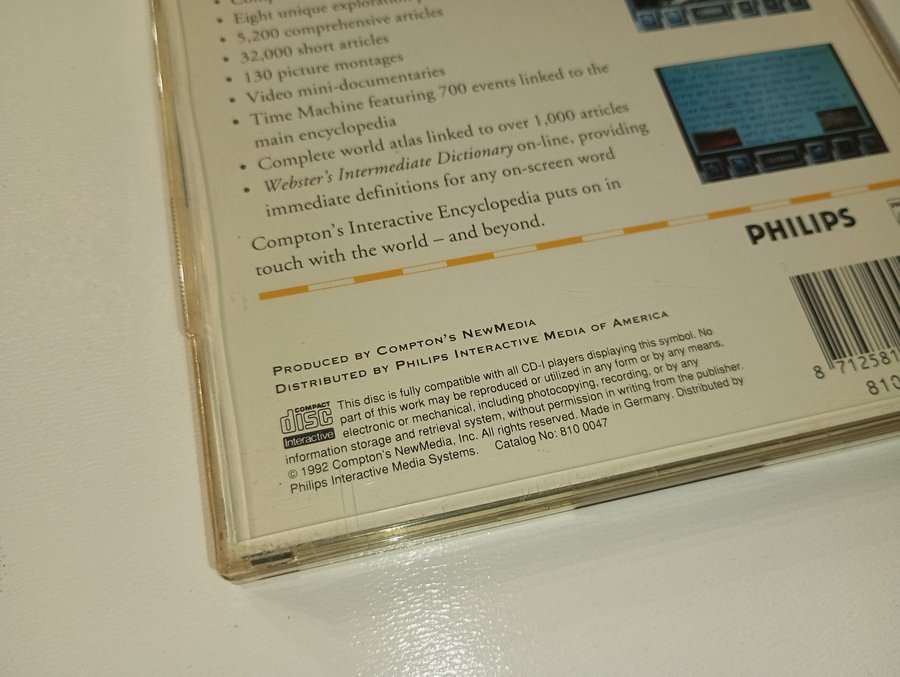 • Eight unique exploration
• 5,200 comprehensive articles
• 32,000 short articles
• 130 picture montages
• Video mini-documentaries
• Time Machine featuring 700 events linked to the
main encyclopedia
• Complete world atlas linked to over 1,000 articles
• Webster's Intermediate Dictionary on-line, providing
immediate definitions for any on-screen word
Compton's Interactive Encyclopedia puts on in
touch with the world – and beyond.
PHILIPS
PRODUCED BY COMPTON'S NEWMEDIA
DISTRIBUTED BY PHILIPS INTERACTIVE MEDIA OF AMERICA
COMPACT
disc
Interactive
This disc is fully compatible with all CD-I players displaying this symbol. No
part of this work may be reproduced or utilized in any form or by any means,
electronic or mechanical, including photocopying, recording, or by any
information storage and retrieval system, without permission in writing from the publisher.
© 1992 Compton's NewMedia, Inc. All rights reserved. Made in Germany. Distributed by
Philips Interactive Media Systems. Catalog No: 810 0047
8 712581
810